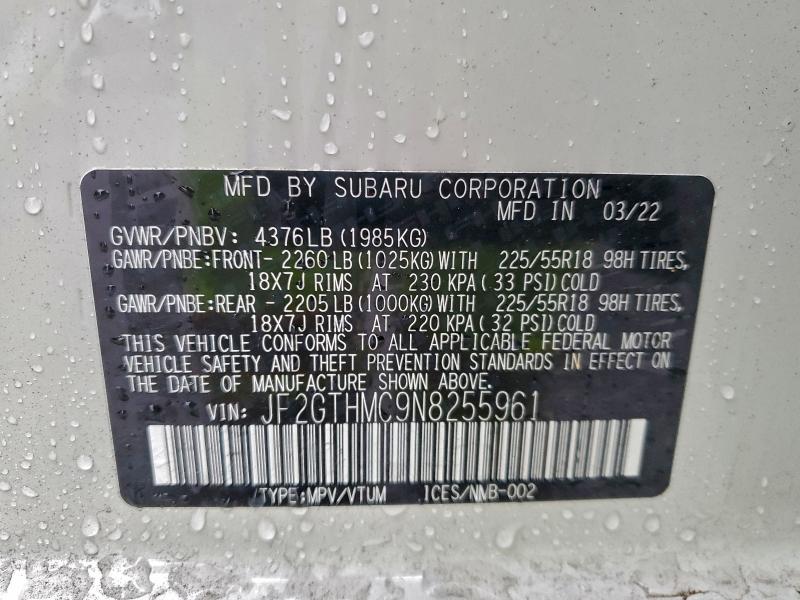 MFD BY SUBARU CORPORATION
MFD IN 03/22
GVWR/PNBV: 4376LB (1985KG)
GAWR/PNBE:FRONT- 2260LB (1025KG)WITH 225/55R18 98H TIRES,
18X7J RIMS AT 230 KPA (33 PSI)COLD
GAWR/PNBE:REAR - 2205LB (1000KG)WITH 225/55R18 98H TIRES,
18X7J RIMS AT 220 KPA (32 PSI)COLD
THIS VEHICLE CONFORMS TO ALL APPLICABLE FEDERAL MOTOR
VEHICLE SAFETY AND THEFT PREVENTION STANDARDS IN EFFECT ON
THE DATE OF MANUFACTURE SHOWN ABOVE.
VIN: JF2GTHMC9N8255961
TYPE:MPV/VTUM ICES/NMB-002